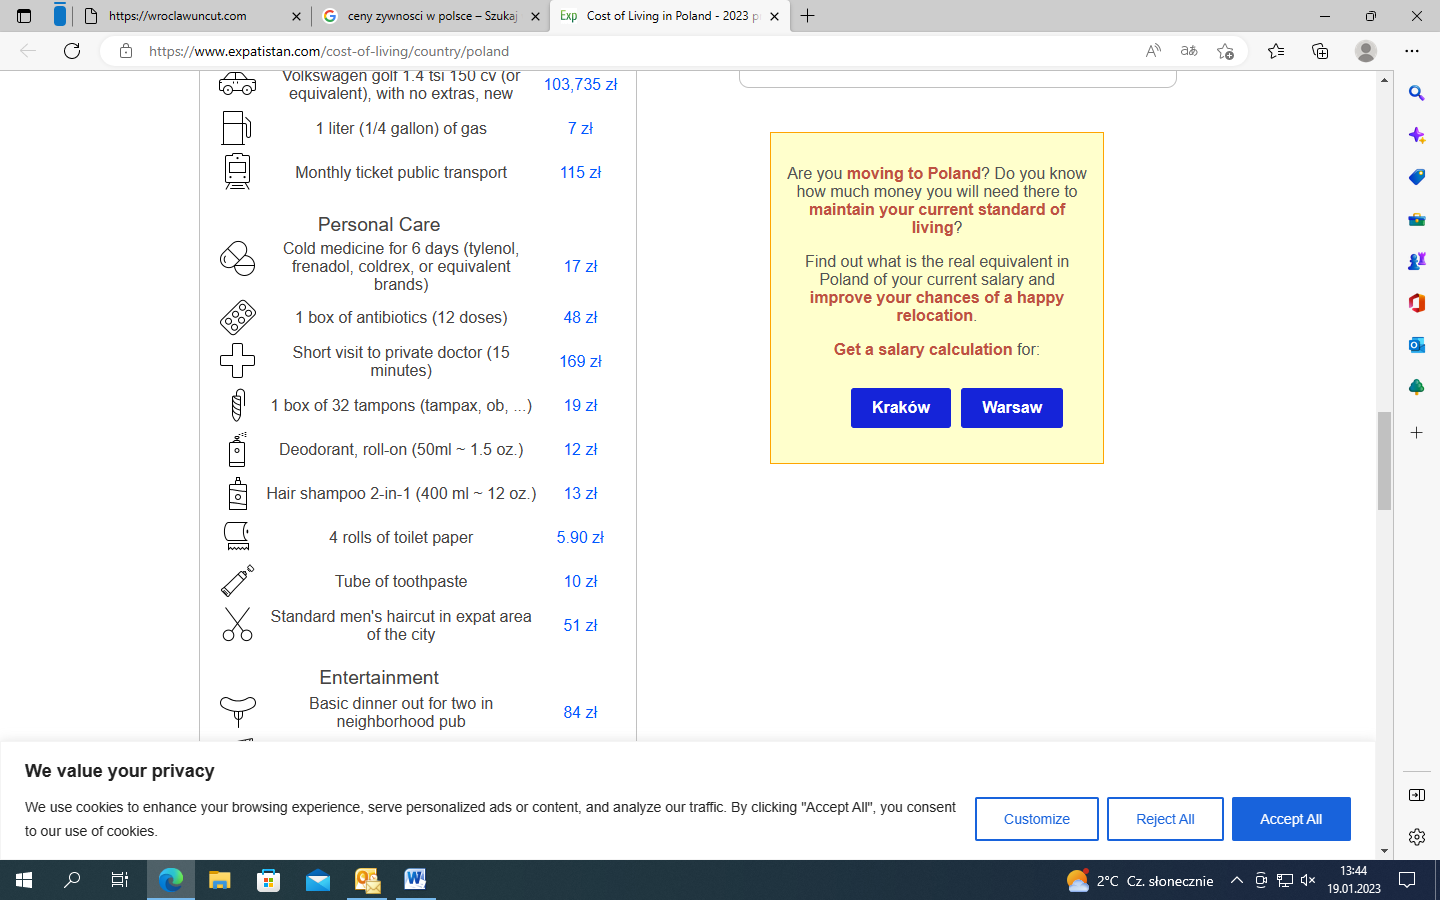 https://wroclawuncut.com
ceny zywnosci w polsce – Szukaj
Exp Cost of Living in Poland - 2023 p
https://www.expatistan.com/cost-of-living/country/poland
Volkswagen golf 1.4 tsi 150 cv (or
equivalent), with no extras, new
103,735 zł
1 liter (1/4 gallon) of gas
7 zł
Monthly ticket public transport
115 zł
Personal Care
Cold medicine for 6 days (tylenol,
frenadol, coldrex, or equivalent
brands)
17 zł
1 box of antibiotics (12 doses)
48 zł
Short visit to private doctor (15
minutes)
169 zł
1 box of 32 tampons (tampax, ob, ...)
19 zł
Deodorant, roll-on (50ml ~ 1.5 oz.)
12 zł
Hair shampoo 2-in-1 (400 ml ~ 12 oz.)
13 zł
4 rolls of toilet paper
5.90 zł
Tube of toothpaste
10 zł
Standard men's haircut in expat area
of the city
51 zł
Entertainment
Basic dinner out for two in
neighborhood pub
84 zł
Are you moving to Poland? Do you know
how much money you will need there to
maintain your current standard of
living?
Find out what is the real equivalent in
Poland of your current salary and
improve your chances of a happy
relocation.
Get a salary calculation for:
Kraków
Warsaw
We value your privacy
We use cookies to enhance your browsing experience, serve personalized ads or content, and analyze our traffic. By clicking "Accept All", you consent
to our use of cookies.
Customize
Reject All
Accept All
2°C Cz. słonecznie
13:44
19.01.2023